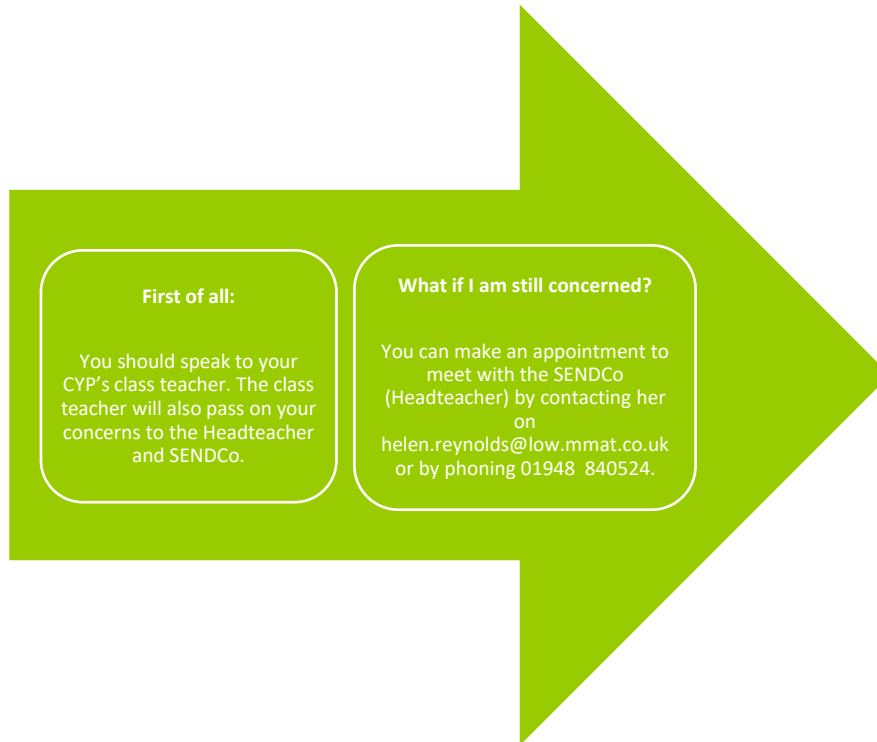 First of all:
You should speak to your
CYP's class teacher. The class
teacher will also pass on your
concerns to the Headteacher
and SENDCo.
What if I am still concerned?
You can make an appointment to
meet with the SENDCo
(Headteacher) by contacting her
on
helen.reynolds@low.mmat.co.uk
or by phoning 01948 840524.